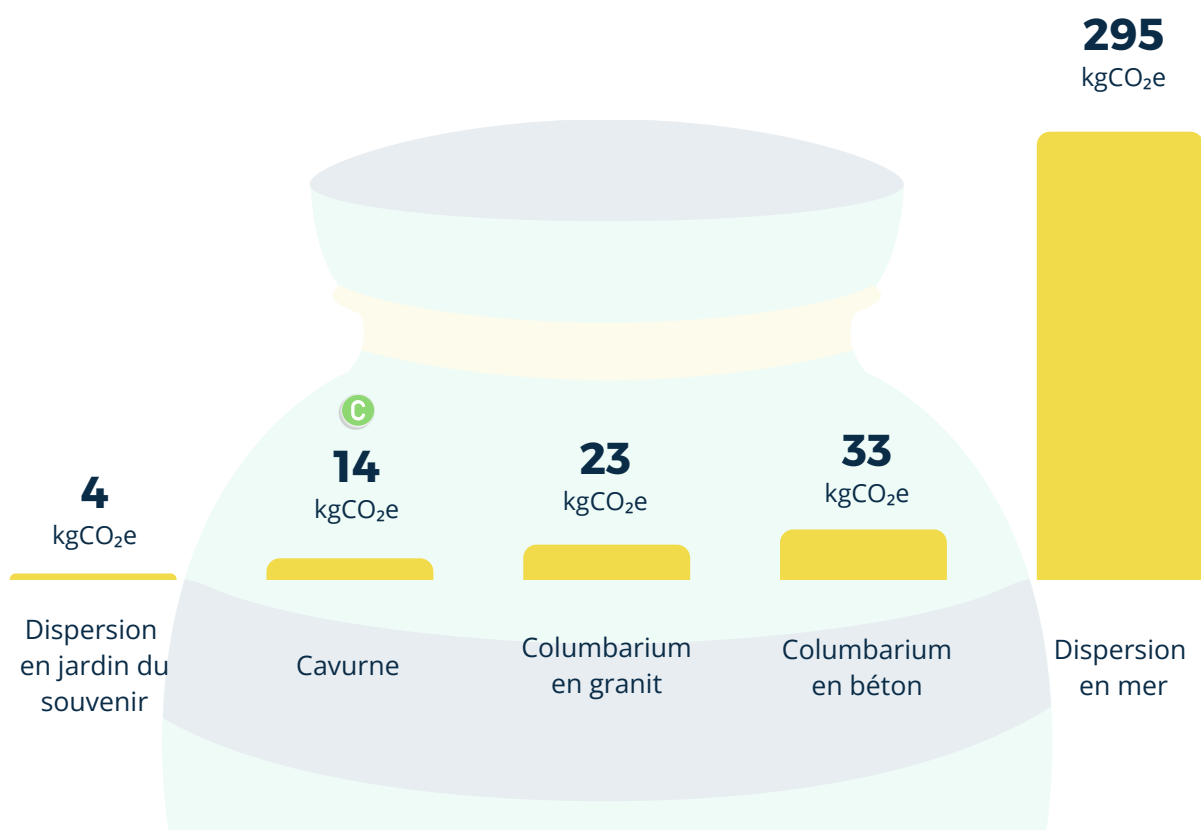 4
kgCO₂e
Dispersion
en jardin du
souvenir
C
14
kgCO₂e
Cavurne
23
kgCO₂e
Columbarium
en granit
33
kgCO₂e
Columbarium
en béton
295
kgCO₂e
Dispersion
en mer